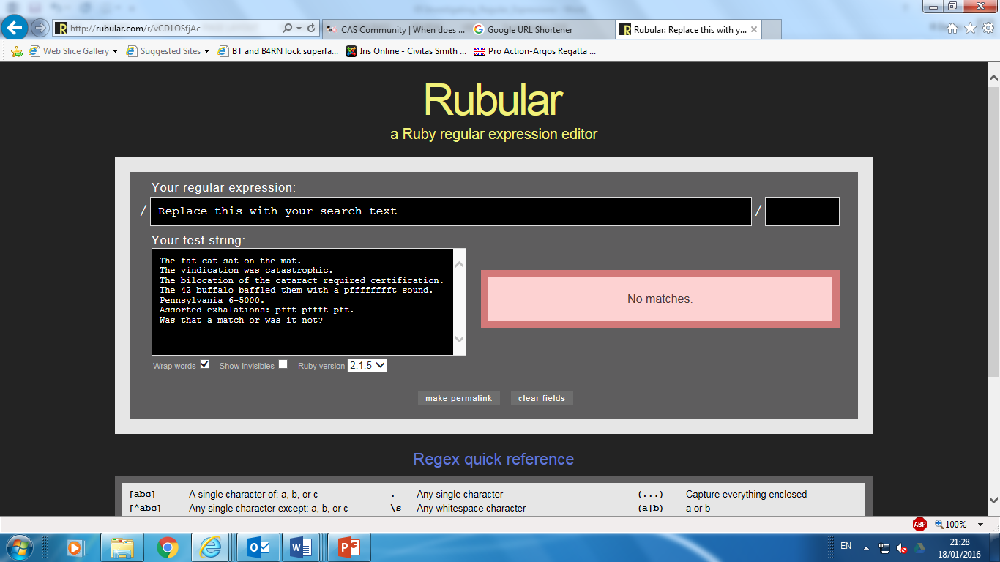 http://rubular.com/r/vCD1OSfjAc
CAS Community | When does ...
Google URL Shortener
Rubular: Replace this with y...
Web Slice Gallery
Suggested Sites
BT and B4RN lock superfa...
Iris Online - Civitas Smith ...
Pro Action-Argos Regatta ...
Rubular
a Ruby regular expression editor
Your regular expression:
/ Replace this with your search text /
Your test string:
The fat cat sat on the mat.
The vindication was catastrophic.
The bilocation of the cataract required certification.
The 42 buffalo baffled them with a pfffffffft sound.
Pennsylvania 6-5000.
Assorted exhalations: pfft pffft pft.
Was that a match or was it not?
No matches.
Wrap words Show invisibles Ruby version 2.1.5
make permalink clear fields
Regex quick reference
[abc] A single character of: a, b, or c . Any single character (...) Capture everything enclosed
[^abc] Any single character except: a, b, or c \s Any whitespace character (a|b) a or b
ABP 100%
EN 21:28
18/01/2016